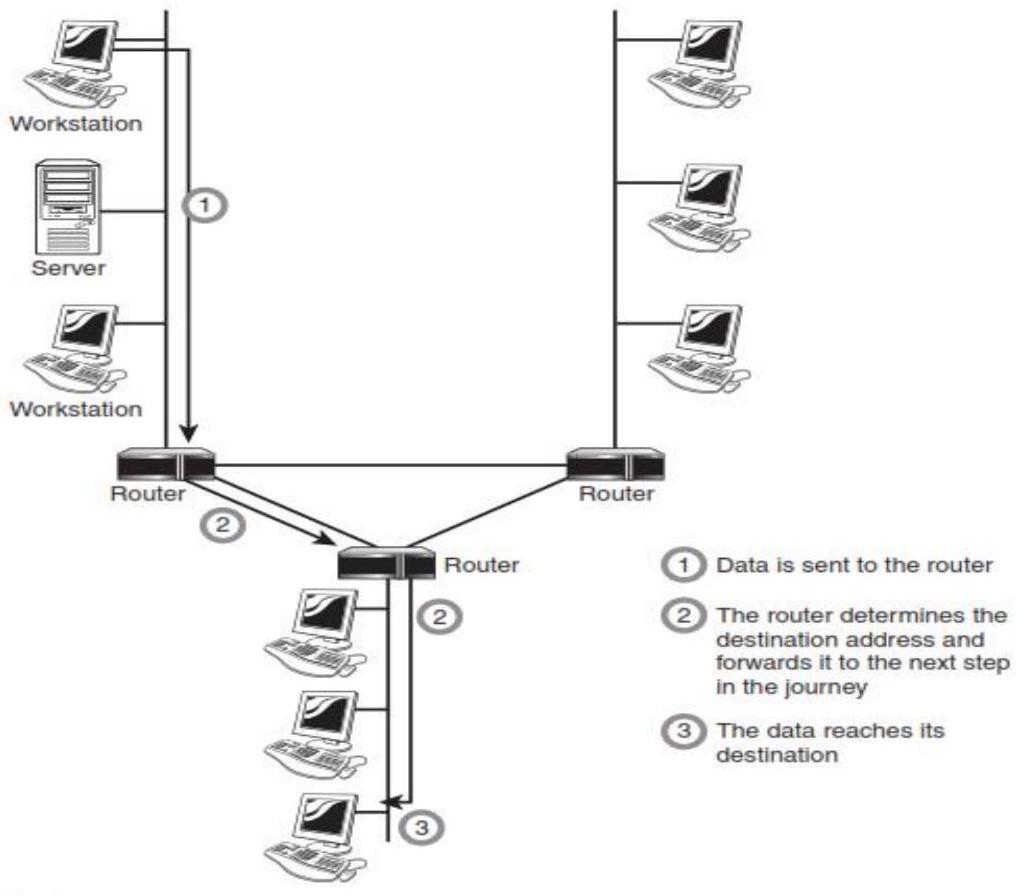 Workstation
1
Server
Workstation
Router
Router
2
Router
2
3
1 Data is sent to the router
2 The router determines the
destination address and
forwards it to the next step
in the journey
3 The data reaches its
destination